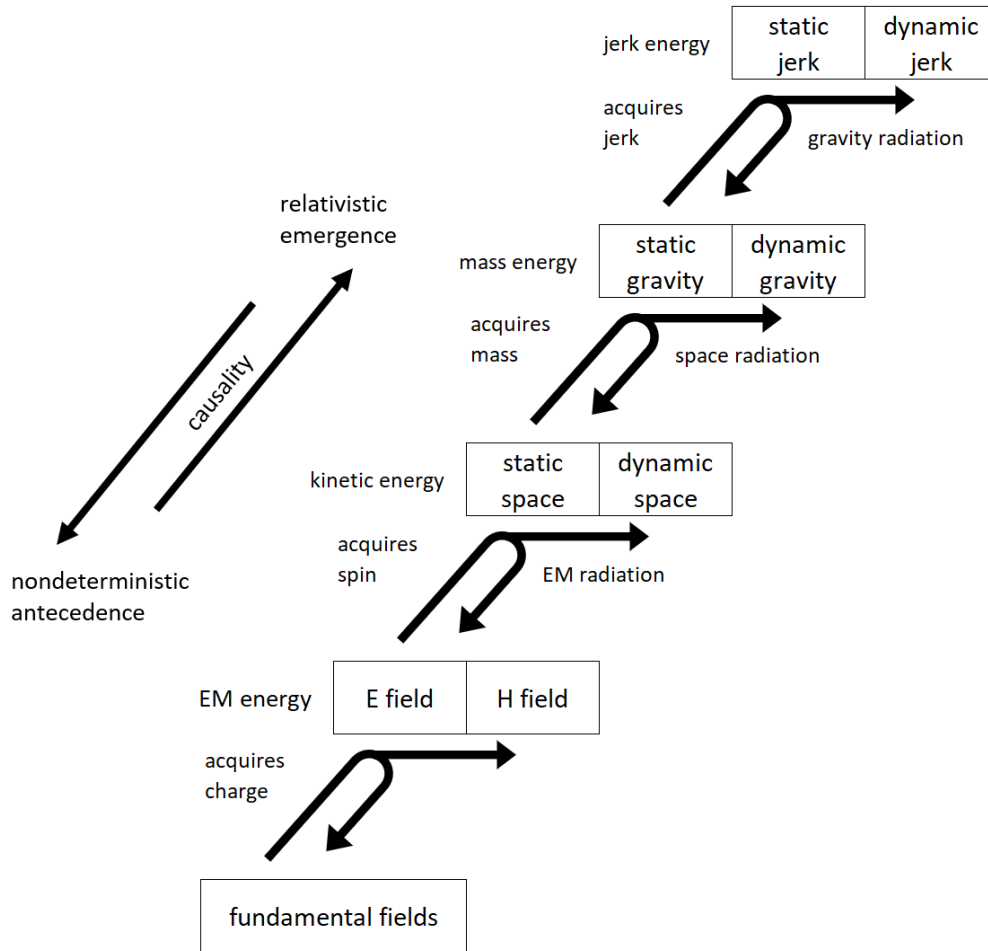 jerk energy
static
jerk
dynamic
jerk
acquires
jerk
gravity radiation
relativistic
emergence
mass energy
static
gravity
dynamic
gravity
acquires
mass
space radiation
causality
kinetic energy
static
space
dynamic
space
acquires
spin
EM radiation
nondeterministic
antecedence
EM energy
E field
H field
acquires
charge
fundamental fields